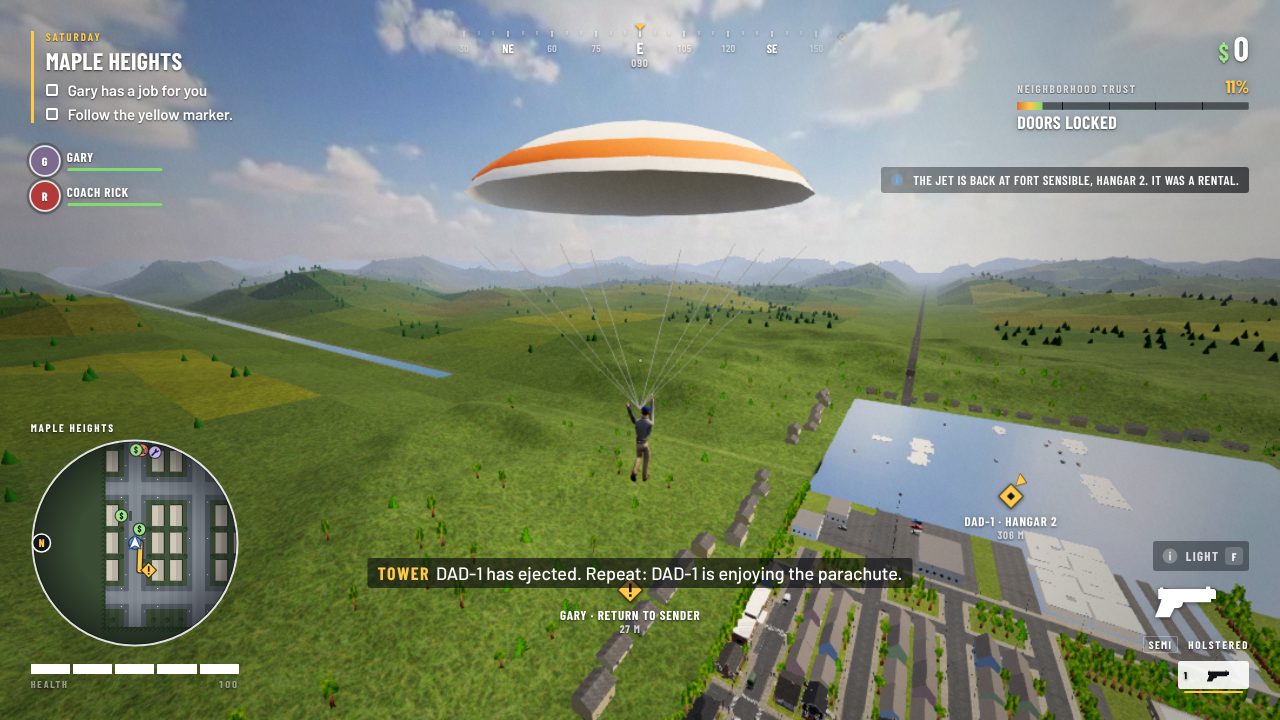 SATURDAY
MAPLE HEIGHTS
Gary has a job for you
Follow the yellow marker.
G GARY
R COACH RICK
30 NE 60 75 E 105 120 SE 150
090
$ 0
NEIGHBORHOOD TRUST 11%
DOORS LOCKED
THE JET IS BACK AT FORT SENSIBLE, HANGAR 2. IT WAS A RENTAL.
DAD-1 · HANGAR 2
306 M
TOWER DAD-1 has ejected. Repeat: DAD-1 is enjoying the parachute.
GARY · RETURN TO SENDER
27 M
MAPLE HEIGHTS
$
$
$
N
!
HEALTH 100
i LIGHT F
SEMI HOLSTERED
1